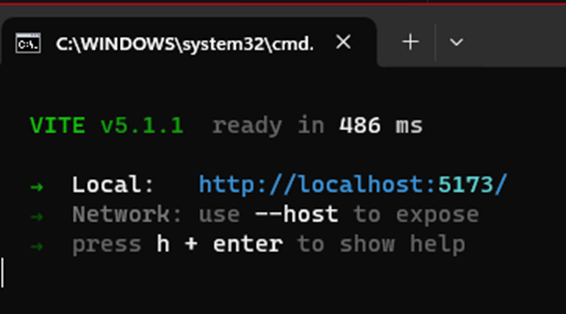 C:\WINDOWS\system32\cmd.
VITE v5.1.1 ready in 486 ms
→ Local: http://localhost:5173/
→ Network: use --host to expose
→ press h + enter to show help